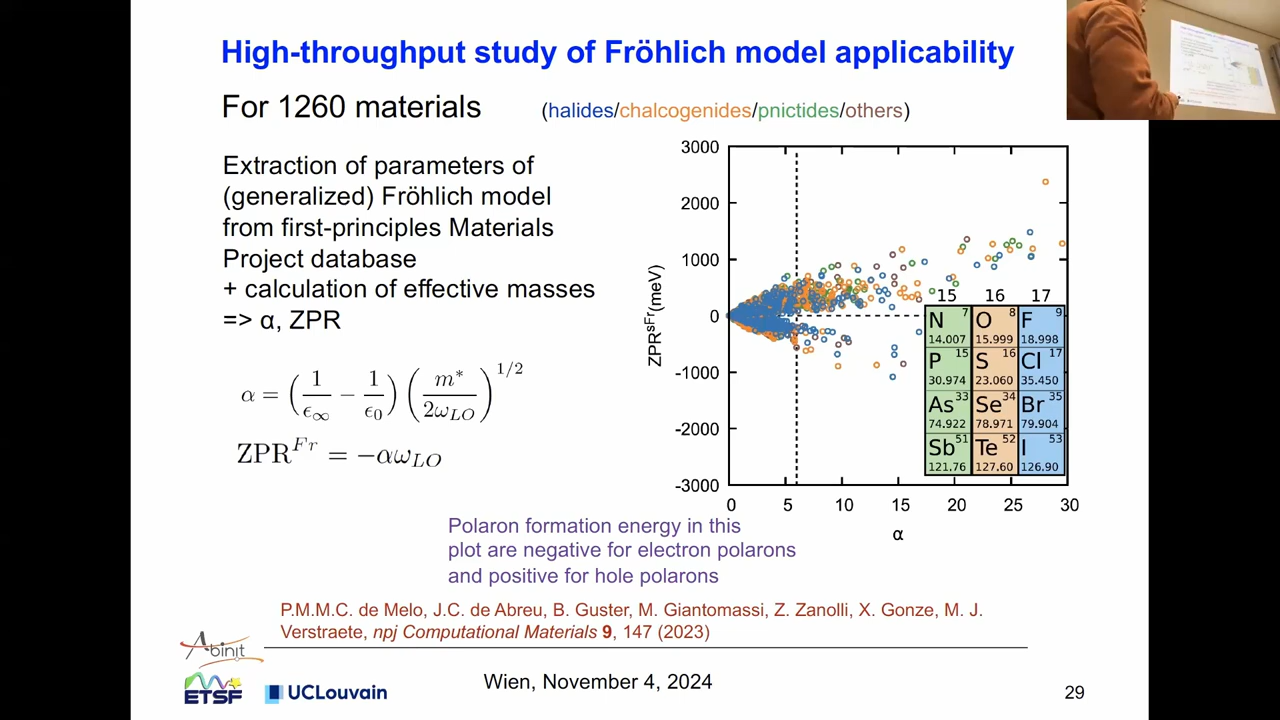 High-throughput study of Fröhlich model applicability
For 1260 materials
(halides/chalcogenides/pnictides/others)
Extraction of parameters of
(generalized) Fröhlich model
from first-principles Materials
Project database
+ calculation of effective masses
=> α, ZPR
α = (1/ϵ∞ − 1/ϵ0) (m*/2ωLO)^1/2
ZPR^Fr = −αωLO
3000
2000
1000
0
-1000
-2000
-3000
ZPR^sFr(meV)
0 5 10 15 20 25 30
α
15 16 17
N 7 14.007 O 8 15.999 F 9 18.998
P 15 30.974 S 16 23.060 Cl 17 35.450
As 33 74.922 Se 34 78.971 Br 35 79.904
Sb 51 121.76 Te 52 127.60 I 53 126.90
Polaron formation energy in this
plot are negative for electron polarons
and positive for hole polarons
P.M.M.C. de Melo, J.C. de Abreu, B. Guster, M. Giantomassi, Z. Zanolli, X. Gonze, M. J.
Verstraete, npj Computational Materials 9, 147 (2023)
Abinit
ETSF
UCLouvain
Wien, November 4, 2024
29